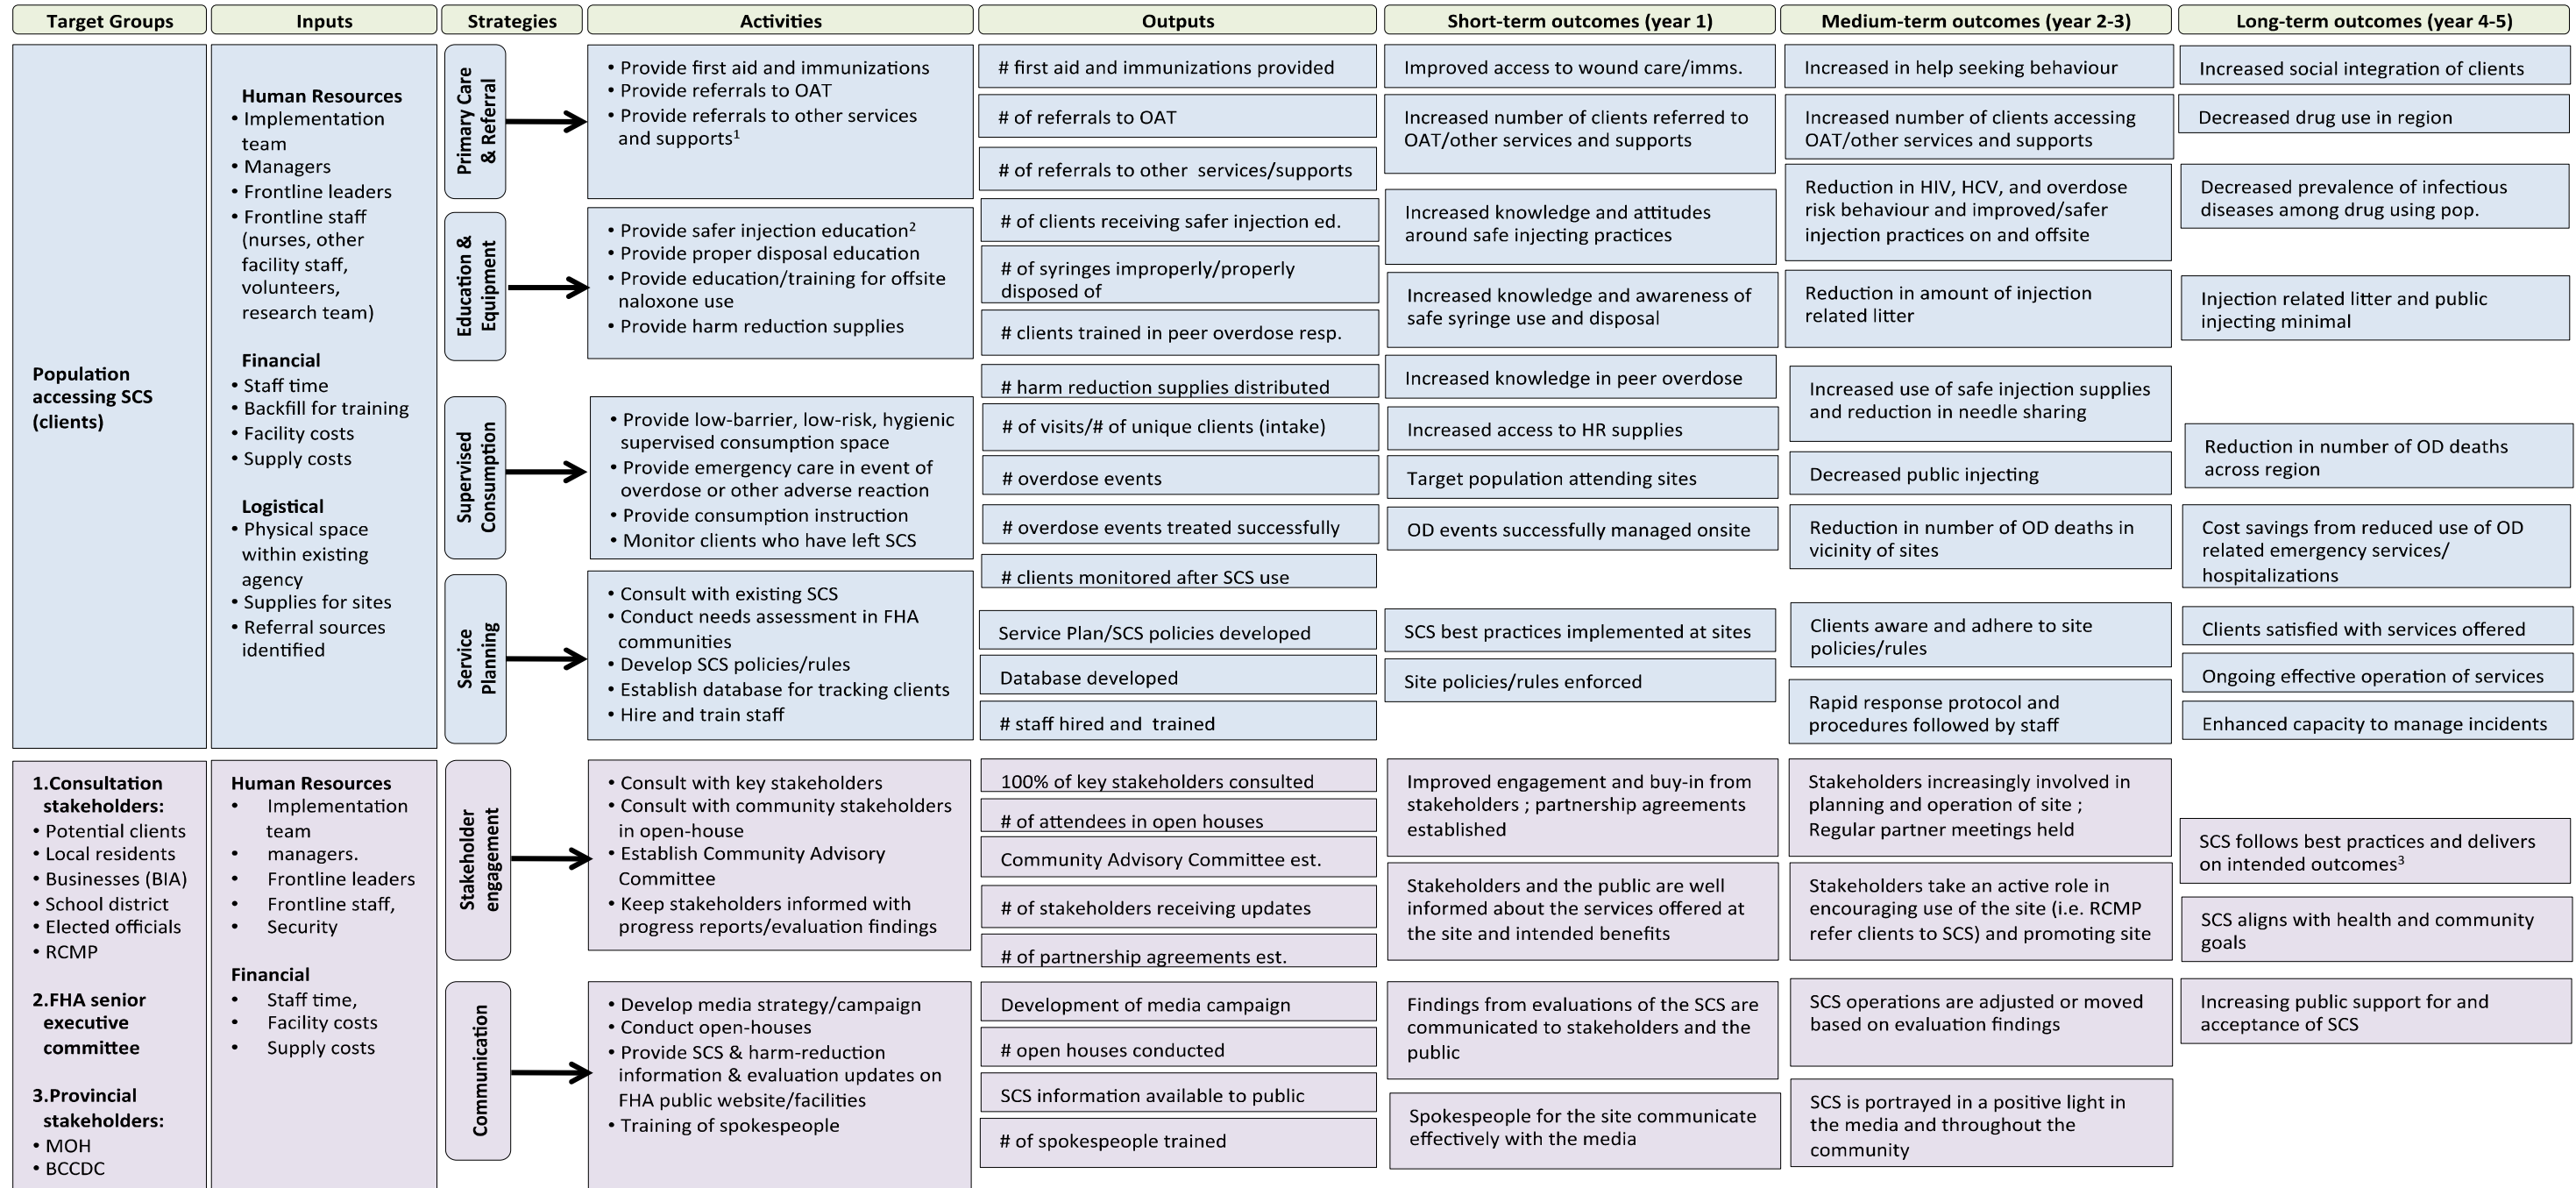 Target Groups
Inputs
Strategies
Activities
Outputs
Short-term outcomes (year 1)
Medium-term outcomes (year 2-3)
Long-term outcomes (year 4-5)
Population
accessing SCS
(clients)
Human Resources
• Implementation
team
• Managers
• Frontline leaders
• Frontline staff
(nurses, other
facility staff,
volunteers,
research team)
Financial
• Staff time
• Backfill for training
• Facility costs
• Supply costs
Logistical
• Physical space
within existing
agency
• Supplies for sites
• Referral sources
identified
Primary Care
& Referral
• Provide first aid and immunizations
• Provide referrals to OAT
• Provide referrals to other services
and supports¹
Education &
Equipment
• Provide safer injection education²
• Provide proper disposal education
• Provide education/training for offsite
naloxone use
• Provide harm reduction supplies
Supervised
Consumption
• Provide low-barrier, low-risk, hygienic
supervised consumption space
• Provide emergency care in event of
overdose or other adverse reaction
• Provide consumption instruction
• Monitor clients who have left SCS
Service
Planning
• Consult with existing SCS
• Conduct needs assessment in FHA
communities
• Develop SCS policies/rules
• Establish database for tracking clients
• Hire and train staff
# first aid and immunizations provided
# of referrals to OAT
# of referrals to other services/supports
# of clients receiving safer injection ed.
# of syringes improperly/properly
disposed of
# clients trained in peer overdose resp.
# harm reduction supplies distributed
# of visits/# of unique clients (intake)
# overdose events
# overdose events treated successfully
# clients monitored after SCS use
Service Plan/SCS policies developed
Database developed
# staff hired and trained
Improved access to wound care/imms.
Increased number of clients referred to
OAT/other services and supports
Increased knowledge and attitudes
around safe injecting practices
Increased knowledge and awareness of
safe syringe use and disposal
Increased knowledge in peer overdose
Increased access to HR supplies
Target population attending sites
OD events successfully managed onsite
SCS best practices implemented at sites
Site policies/rules enforced
Increased in help seeking behaviour
Increased number of clients accessing
OAT/other services and supports
Reduction in HIV, HCV, and overdose
risk behaviour and improved/safer
injection practices on and offsite
Reduction in amount of injection
related litter
Increased use of safe injection supplies
and reduction in needle sharing
Decreased public injecting
Reduction in number of OD deaths in
vicinity of sites
Clients aware and adhere to site
policies/rules
Rapid response protocol and
procedures followed by staff
Increased social integration of clients
Decreased drug use in region
Decreased prevalence of infectious
diseases among drug using pop.
Injection related litter and public
injecting minimal
Reduction in number of OD deaths
across region
Cost savings from reduced use of OD
related emergency services/
hospitalizations
Clients satisfied with services offered
Ongoing effective operation of services
Enhanced capacity to manage incidents
1.Consultation
stakeholders:
• Potential clients
• Local residents
• Businesses (BIA)
• School district
• Elected officials
• RCMP
2.FHA senior
executive
committee
3.Provincial
stakeholders:
• MOH
• BCCDC
Human Resources
• Implementation
team
• managers.
• Frontline leaders
• Frontline staff,
• Security
Financial
• Staff time,
• Facility costs
• Supply costs
Stakeholder
engagement
• Consult with key stakeholders
• Consult with community stakeholders
in open-house
• Establish Community Advisory
Committee
• Keep stakeholders informed with
progress reports/evaluation findings
Communication
• Develop media strategy/campaign
• Conduct open-houses
• Provide SCS & harm-reduction
information & evaluation updates on
FHA public website/facilities
• Training of spokespeople
100% of key stakeholders consulted
# of attendees in open houses
Community Advisory Committee est.
# of stakeholders receiving updates
# of partnership agreements est.
Development of media campaign
# open houses conducted
SCS information available to public
# of spokespeople trained
Improved engagement and buy-in from
stakeholders ; partnership agreements
established
Stakeholders and the public are well
informed about the services offered at
the site and intended benefits
Findings from evaluations of the SCS are
communicated to stakeholders and the
public
Spokespeople for the site communicate
effectively with the media
Stakeholders increasingly involved in
planning and operation of site ;
Regular partner meetings held
Stakeholders take an active role in
encouraging use of the site (i.e. RCMP
refer clients to SCS) and promoting site
SCS operations are adjusted or moved
based on evaluation findings
SCS is portrayed in a positive light in
the media and throughout the
community
SCS follows best practices and delivers
on intended outcomes³
SCS aligns with health and community
goals
Increasing public support for and
acceptance of SCS